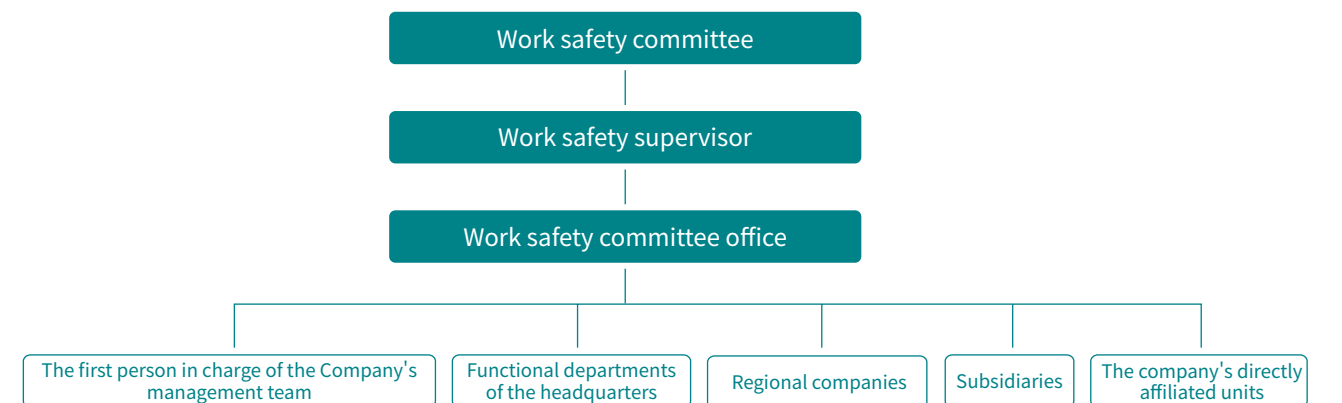 Work safety committee
Work safety supervisor
Work safety committee office
The first person in charge of the Company's
management team
Functional departments
of the headquarters
Regional companies
Subsidiaries
The company's directly
affiliated units